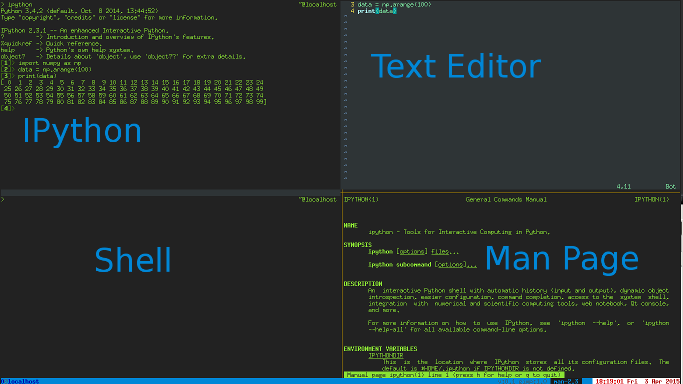 > ipython ~@localhost
Python 3.4.2 (default, Oct 8 2014, 13:44:52)
Type "copyright", "credits" or "license" for more information.
IPython 2.3.1 -- An enhanced Interactive Python.
? -> Introduction and overview of IPython's features.
%quickref -> Quick reference.
help -> Python's own help system.
object? -> Details about 'object', use 'object??' for extra details.
[1]: import numpy as np
[2]: data = np.arange(100)
[3]: print(data)
[ 0 1 2 3 4 5 6 7 8 9 10 11 12 13 14 15 16 17 18 19 20 21 22 23 24
25 26 27 28 29 30 31 32 33 34 35 36 37 38 39 40 41 42 43 44 45 46 47 48 49
50 51 52 53 54 55 56 57 58 59 60 61 62 63 64 65 66 67 68 69 70 71 72 73 74
75 76 77 78 79 80 81 82 83 84 85 86 87 88 89 90 91 92 93 94 95 96 97 98 99]
[4]:
IPython
3 data = np.arange(100)
4 print(data)
Text Editor
4,11 Bot
> ~@localhost
Shell
IPYTHON(1) General Commands Manual IPYTHON(1)
NAME
ipython - Tools for Interactive Computing in Python.
SYNOPSIS
ipython [options] files...
ipython subcommand [options]...
Man Page
DESCRIPTION
An interactive Python shell with automatic history (input and output), dynamic object
introspection, easier configuration, command completion, access to the system shell,
integration with numerical and scientific computing tools, web notebook, Qt console,
and more.
For more information on how to use IPython, see 'ipython --help', or 'ipython
--help-all' for all available command-line options.
ENVIRONMENT VARIABLES
IPYTHONDIR
This is the location where IPython stores all its configuration files. The
default is $HOME/.ipython if IPYTHONDIR is not defined.
Manual page ipython(1) line 1 (press h for help or q to quit)
localhost man-2.3 18:19:01 Fri 3 Apr 2015